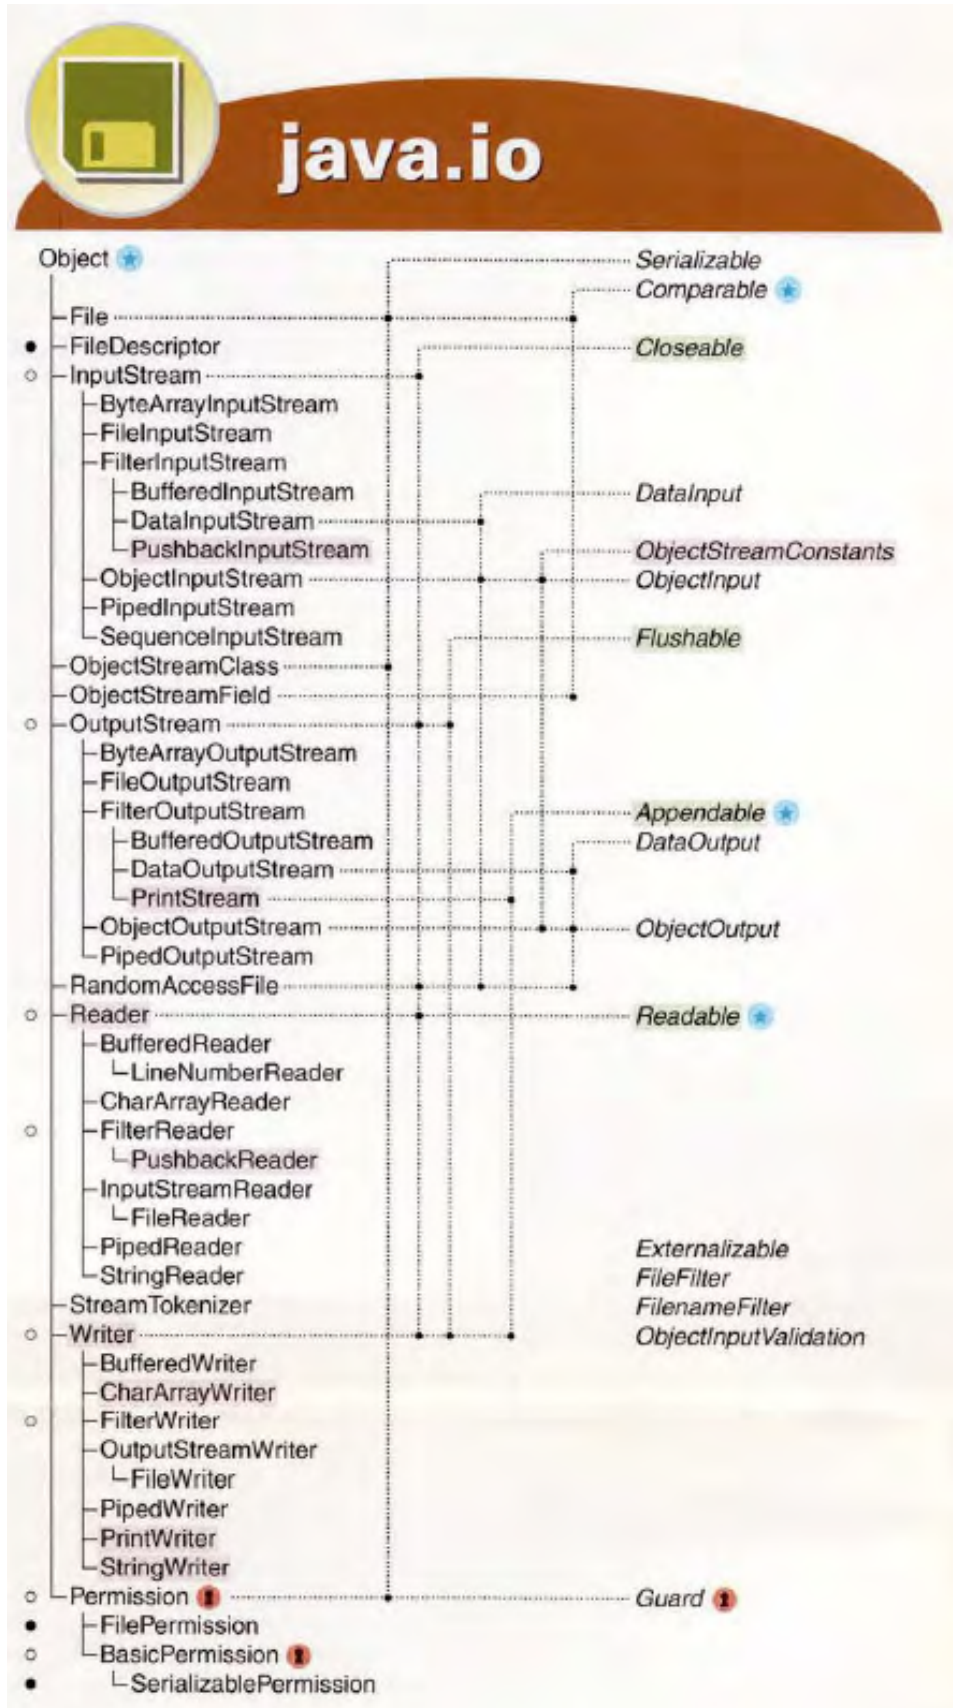 java.io
Object Serializable
Comparable
File
FileDescriptor Closeable
InputStream
ByteArrayInputStream
FileInputStream
FilterInputStream
BufferedInputStream DataInput
DataInputStream
PushbackInputStream ObjectStreamConstants
ObjectInputStream ObjectInput
PipedInputStream
SequenceInputStream Flushable
ObjectStreamClass
ObjectStreamField
OutputStream
ByteArrayOutputStream
FileOutputStream
FilterOutputStream Appendable
BufferedOutputStream DataOutput
DataOutputStream
PrintStream
ObjectOutputStream ObjectOutput
PipedOutputStream
RandomAccessFile
Reader Readable
BufferedReader
LineNumberReader
CharArrayReader
FilterReader
PushbackReader
InputStreamReader
FileReader
PipedReader Externalizable
StringReader FileFilter
StreamTokenizer FilenameFilter
Writer ObjectInputValidation
BufferedWriter
CharArrayWriter
FilterWriter
OutputStreamWriter
FileWriter
PipedWriter
PrintWriter
StringWriter
Permission Guard
FilePermission
BasicPermission
SerializablePermission